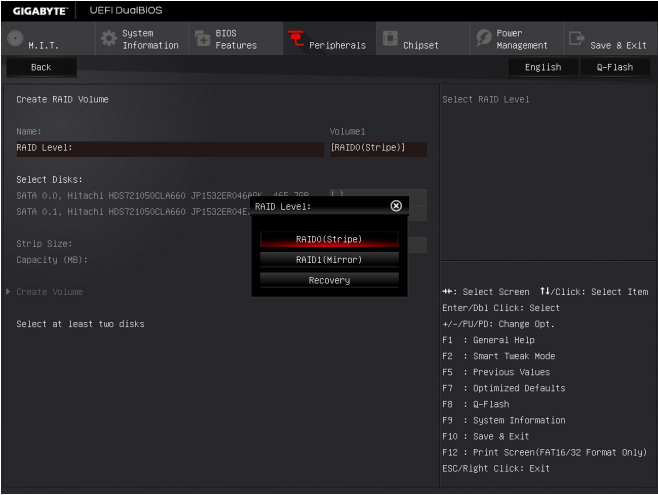 GIGABYTE™ UEFI DualBIOS
M.I.T. System Information BIOS Features Peripherals Chipset Power Management Save & Exit
Back English Q-Flash
Create RAID Volume Select RAID Level
Name: Volume1
RAID Level: [RAID0(Stripe)]
Select Disks:
SATA 0.0, Hitachi HDS721050CLA660 [ ]
SATA 0.1, Hitachi HDS721050CLA660
RAID Level:
RAID0(Stripe)
RAID1(Mirror)
Recovery
Strip Size:
Capacity (MB):
Create Volume
Select at least two disks
→←: Select Screen ↑↓/Click: Select Item
Enter/Dbl Click: Select
+/-/PU/PD: Change Opt.
F1 : General Help
F2 : Smart Tweak Mode
F5 : Previous Values
F7 : Optimized Defaults
F8 : Q-Flash
F9 : System Information
F10 : Save & Exit
F12 : Print Screen(FAT16/32 Format Only)
ESC/Right Click: Exit